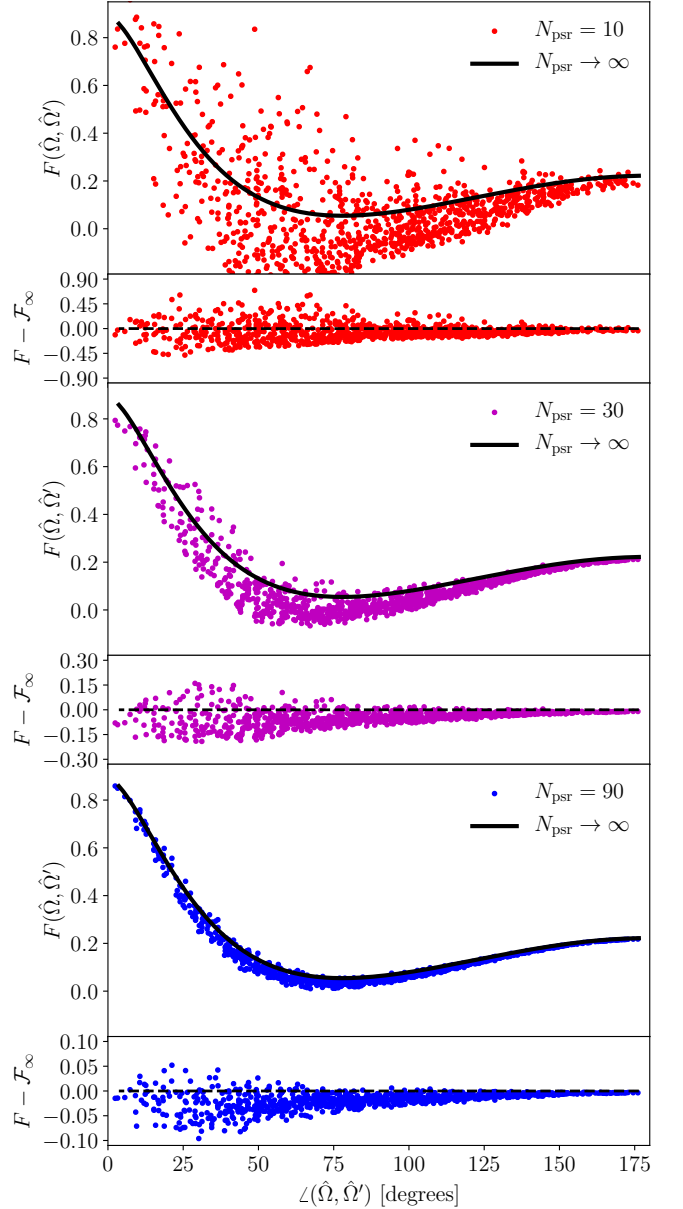 0.8
0.6
0.4
0.2
0.0
F(Ω̂, Ω̂′)
N_psr = 10
N_psr → ∞
0.90
0.45
0.00
−0.45
−0.90
F − 𝓕_∞
0.8
0.6
0.4
0.2
0.0
F(Ω̂, Ω̂′)
N_psr = 30
N_psr → ∞
0.30
0.15
0.00
−0.15
−0.30
F − 𝓕_∞
0.8
0.6
0.4
0.2
0.0
F(Ω̂, Ω̂′)
N_psr = 90
N_psr → ∞
0.10
0.05
0.00
−0.05
−0.10
F − 𝓕_∞
0 25 50 75 100 125 150 175
∠(Ω̂, Ω̂′) [degrees]